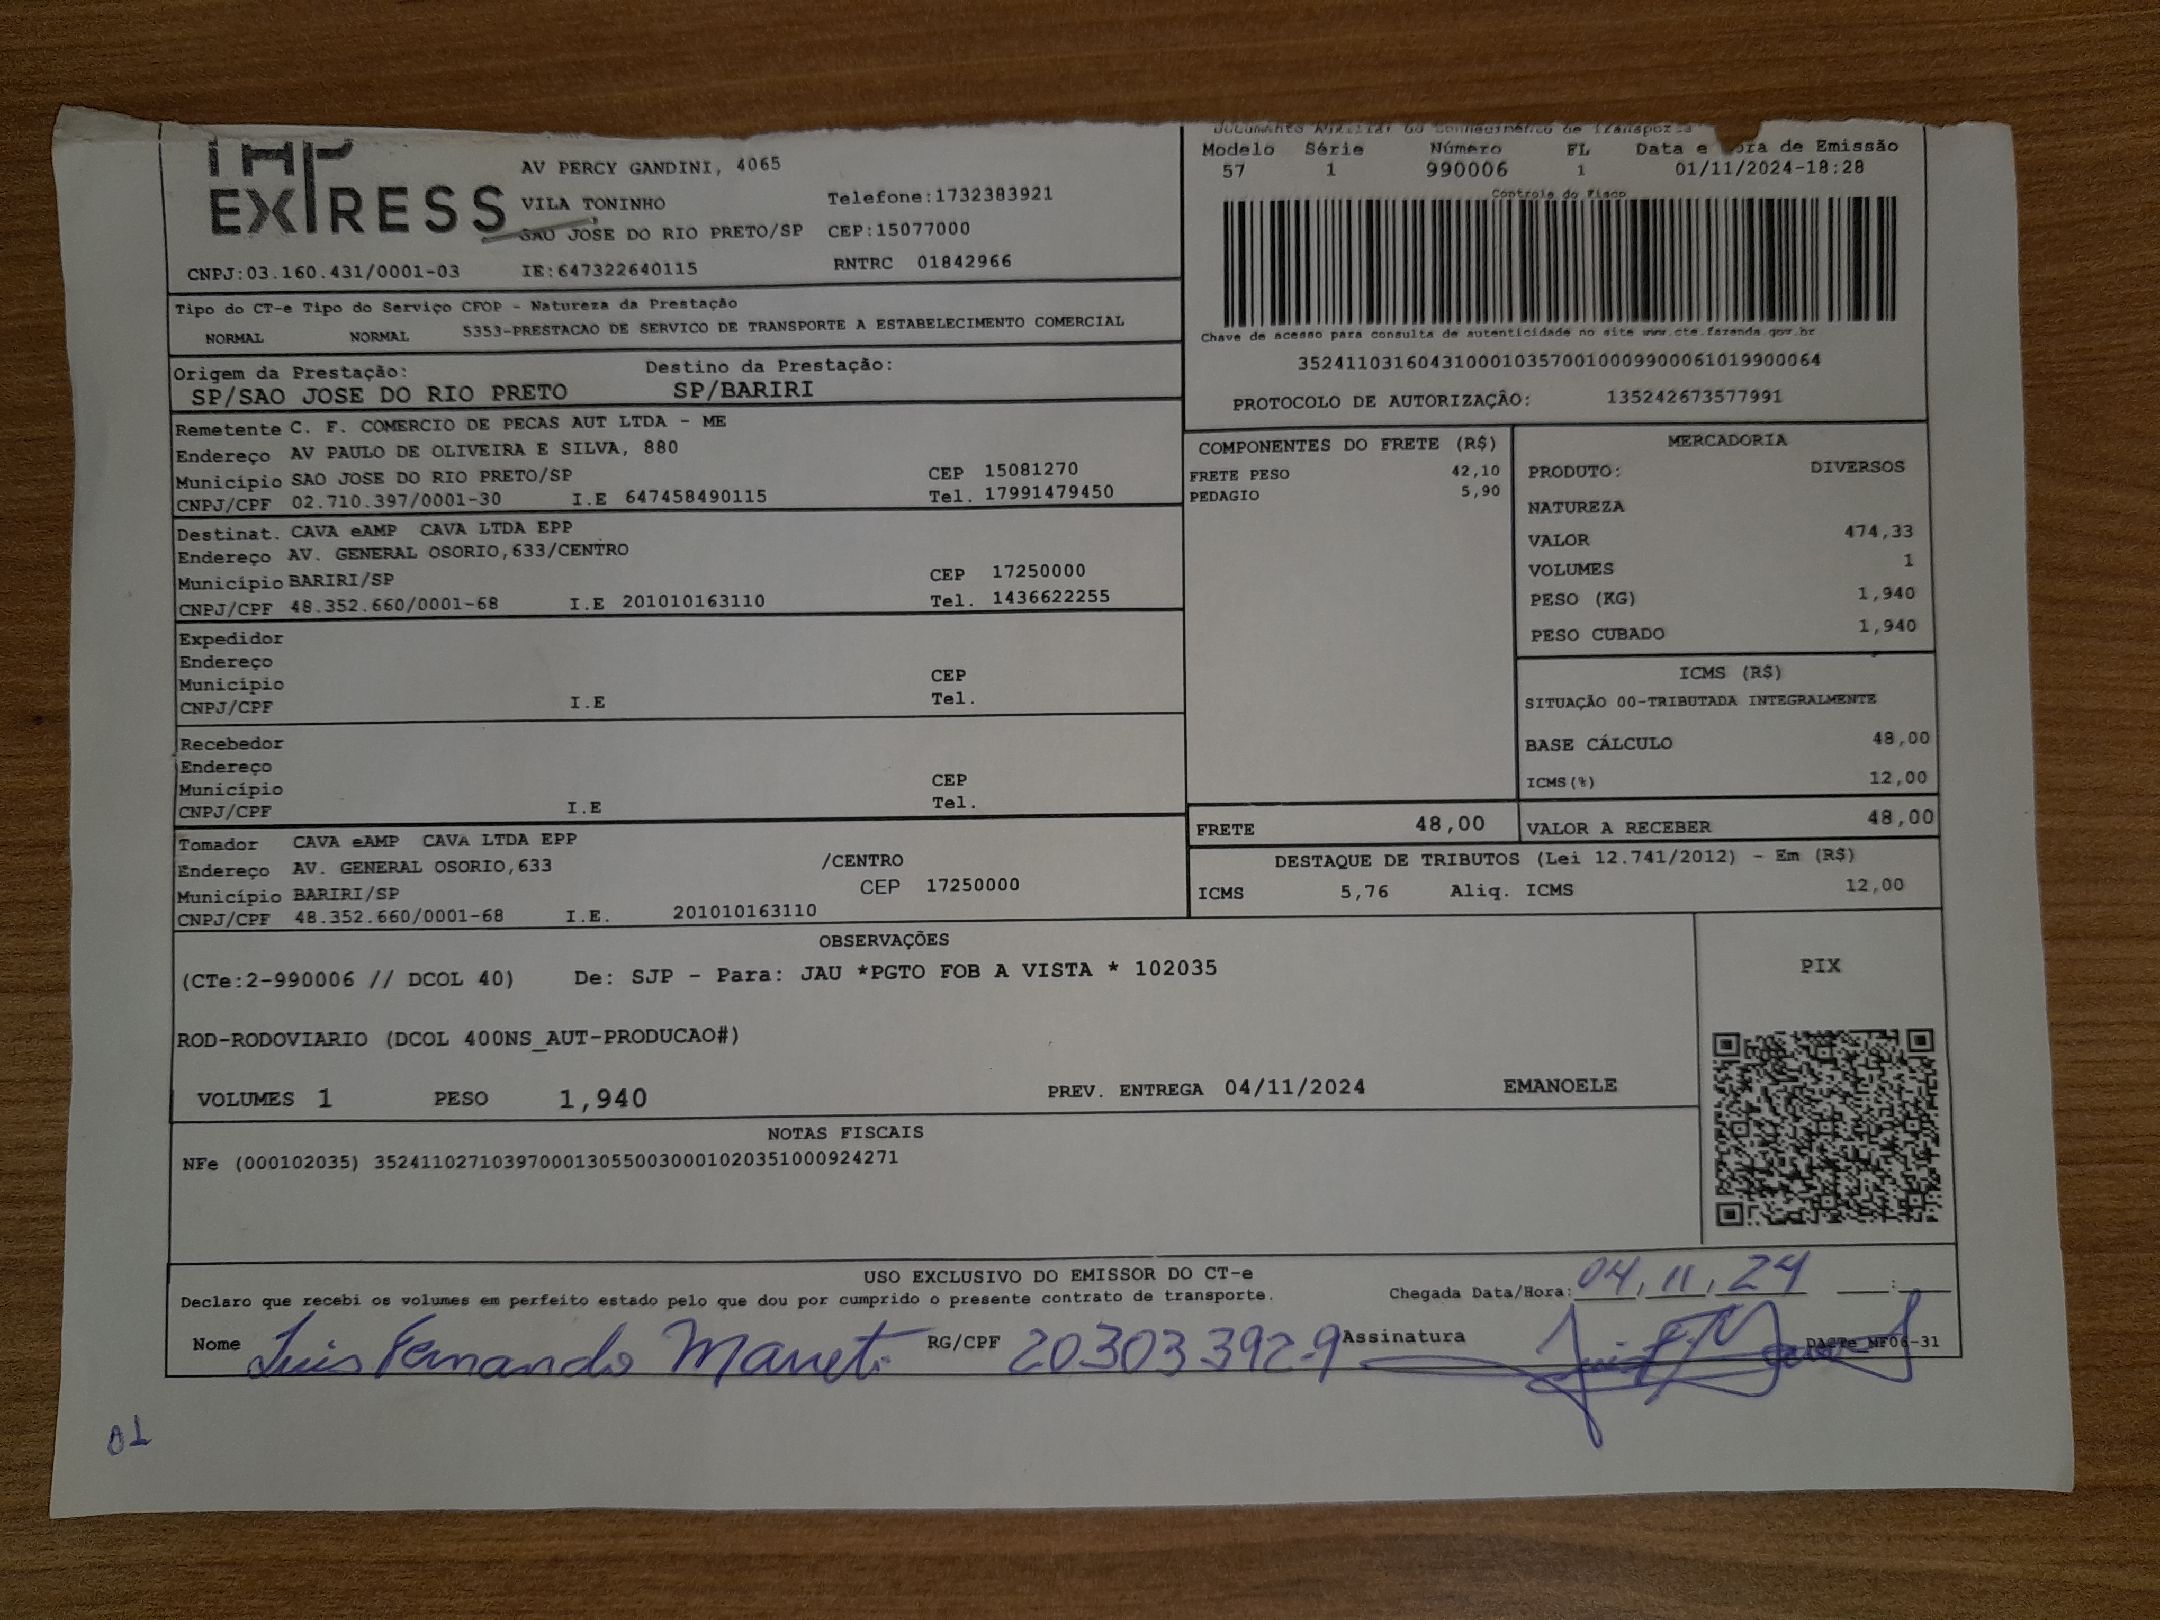 EXPRESS
AV PERCY GANDINI, 4065
VILA TONINHO Telefone:1732383921
SAO JOSE DO RIO PRETO/SP CEP:15077000
CNPJ:03.160.431/0001-03 IE:647322640115 RNTRC 01842966
Documento Auxiliar do Conhecimento de Transporte
Modelo Série Número FL Data e Hora de Emissão
57 1 990006 1 01/11/2024-18:28
Controle do Fisco
Chave de acesso para consulta de autenticidade no site www.cte.fazenda.gov.br
35241103160431000103570010009900061019900064
PROTOCOLO DE AUTORIZAÇÃO: 135242673577991
Tipo do CT-e Tipo do Serviço CFOP - Natureza da Prestação
NORMAL NORMAL 5353-PRESTACAO DE SERVICO DE TRANSPORTE A ESTABELECIMENTO COMERCIAL
Origem da Prestação: Destino da Prestação:
SP/SAO JOSE DO RIO PRETO SP/BARIRI
Remetente C. F. COMERCIO DE PECAS AUT LTDA - ME
Endereço AV PAULO DE OLIVEIRA E SILVA, 880
Município SAO JOSE DO RIO PRETO/SP CEP 15081270
CNPJ/CPF 02.710.397/0001-30 I.E 647458490115 Tel. 17991479450
Destinat. CAVA eAMP CAVA LTDA EPP
Endereço AV. GENERAL OSORIO,633/CENTRO
Município BARIRI/SP CEP 17250000
CNPJ/CPF 48.352.660/0001-68 I.E 201010163110 Tel. 1436622255
Expedidor
Endereço
Município CEP
CNPJ/CPF I.E Tel.
Recebedor
Endereço
Município CEP
CNPJ/CPF I.E Tel.
Tomador CAVA eAMP CAVA LTDA EPP
Endereço AV. GENERAL OSORIO,633 /CENTRO
Município BARIRI/SP CEP 17250000
CNPJ/CPF 48.352.660/0001-68 I.E. 201010163110
COMPONENTES DO FRETE (R$)
FRETE PESO 42,10
PEDAGIO 5,90
MERCADORIA
PRODUTO: DIVERSOS
NATUREZA
VALOR 474,33
VOLUMES 1
PESO (KG) 1,940
PESO CUBADO 1,940
ICMS (R$)
SITUAÇÃO 00-TRIBUTADA INTEGRALMENTE
BASE CÁLCULO 48,00
ICMS(%) 12,00
FRETE 48,00 VALOR A RECEBER 48,00
DESTAQUE DE TRIBUTOS (Lei 12.741/2012) - Em (R$)
ICMS 5,76 Aliq. ICMS 12,00
OBSERVAÇÕES
(CTe:2-990006 // DCOL 40) De: SJP - Para: JAU *PGTO FOB A VISTA * 102035
ROD-RODOVIARIO (DCOL 400NS_AUT-PRODUCAO#)
VOLUMES 1 PESO 1,940 PREV. ENTREGA 04/11/2024 EMANOELE
PIX
NOTAS FISCAIS
NFe (000102035) 35241102710397000130550030001020351000924271
USO EXCLUSIVO DO EMISSOR DO CT-e
Declaro que recebi os volumes em perfeito estado pelo que dou por cumprido o presente contrato de transporte.
Chegada Data/Hora: 04, 11, 24 :
Nome Luis Fernando RG/CPF 20303392-9 Assinatura
DACTe_MF06-31
01